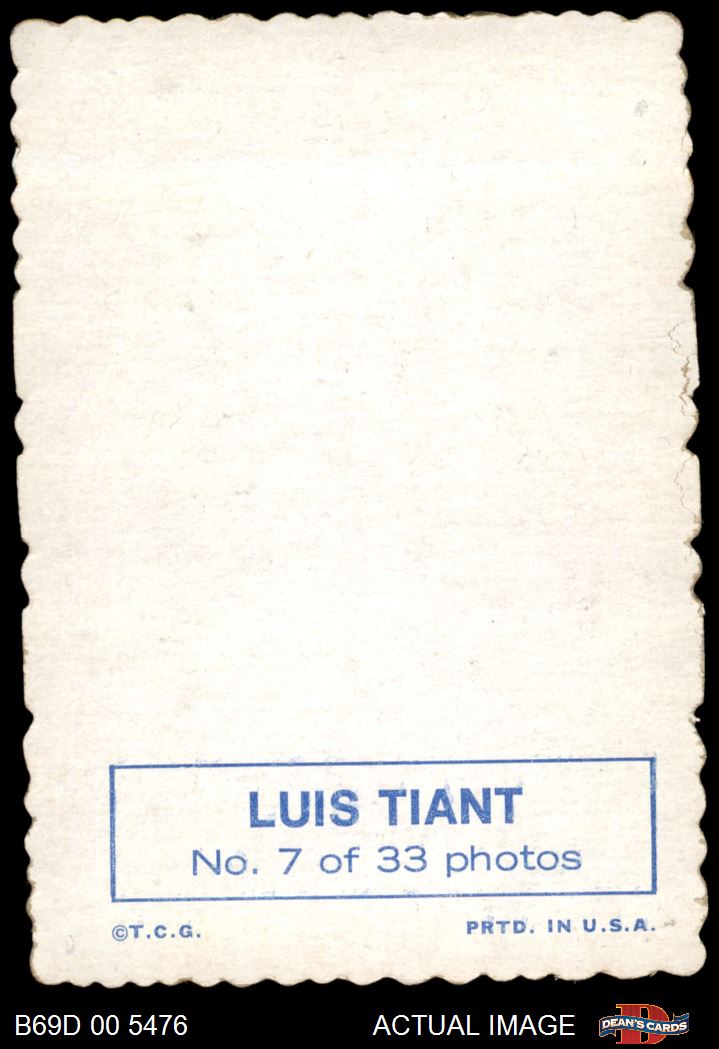 LUIS TIANT
No. 7 of 33 photos
©T.C.G. PRTD. IN U.S.A.
B69D 00 5476 ACTUAL IMAGE D DEAN'S CARDS